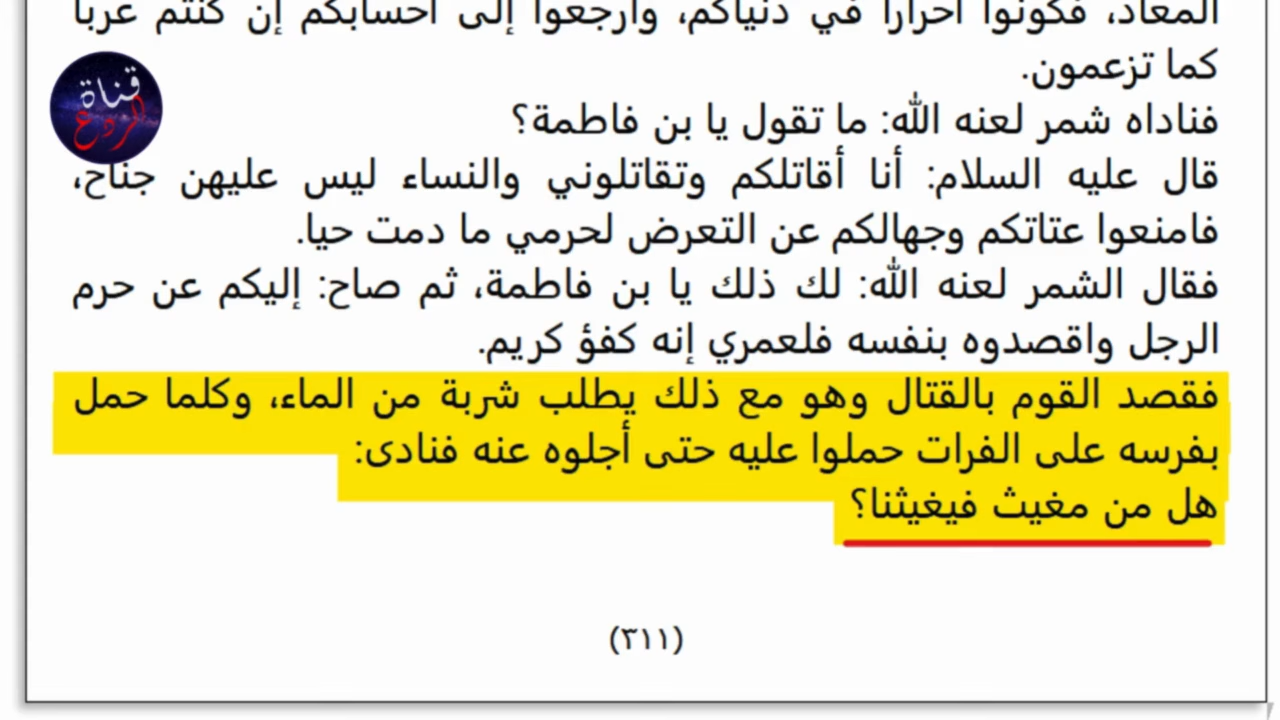 المعاد، فكونوا أحرارا في دنياكم، وارجعوا إلى أحسابكم إن كنتم عربا
كما تزعمون.
قناة
الردع
فناداه شمر لعنه الله: ما تقول يا بن فاطمة؟
قال عليه السلام: أنا أقاتلكم وتقاتلوني والنساء ليس عليهن جناح،
فامنعوا عتاتكم وجهالكم عن التعرض لحرمي ما دمت حيا.
فقال الشمر لعنه الله: لك ذلك يا بن فاطمة، ثم صاح: إليكم عن حرم
الرجل واقصدوه بنفسه فلعمري إنه كفؤ كريم.
فقصد القوم بالقتال وهو مع ذلك يطلب شربة من الماء، وكلما حمل
بفرسه على الفرات حملوا عليه حتى أجلوه عنه فنادى:
هل من مغيث فيغيثنا؟
(٣١١)